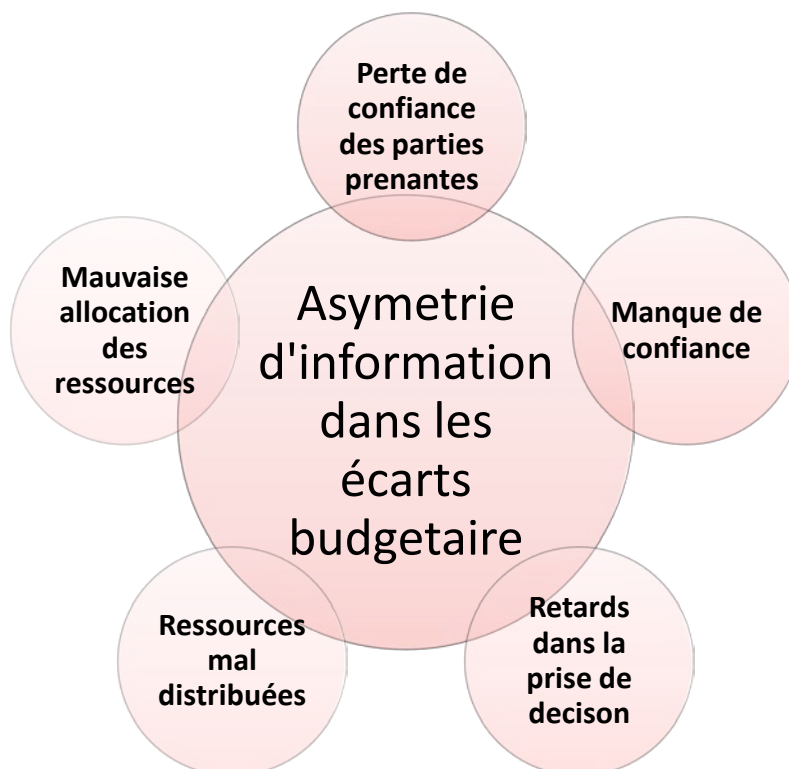 Perte de
confiance
des parties
prenantes
Mauvaise
allocation
des
ressources
Asymetrie
d'information
dans les
écarts
budgetaire
Manque de
confiance
Ressources
mal
distribuées
Retards
dans la
prise de
decison